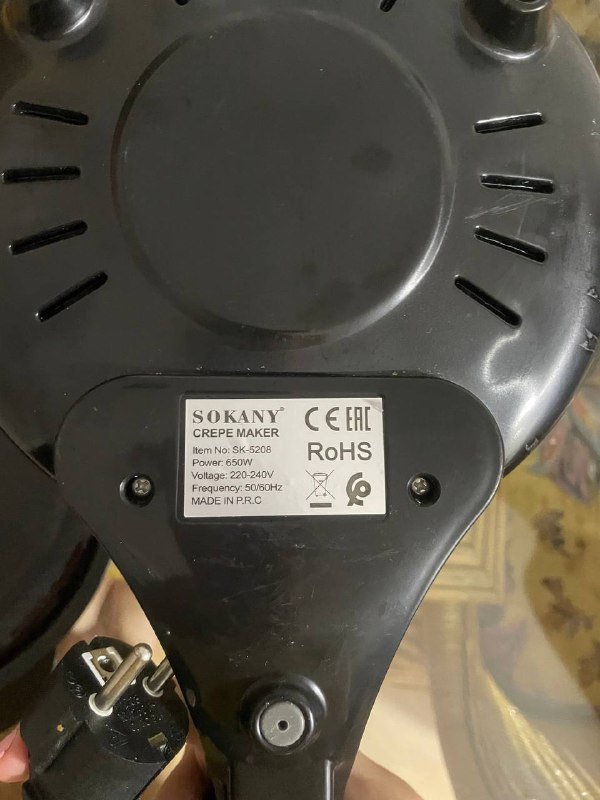 SOKANY®
CREPE MAKER
Item No: SK-5208
Power: 650W
Voltage: 220-240V
Frequency: 50/60Hz
MADE IN P.R.C
CE EAC
RoHS